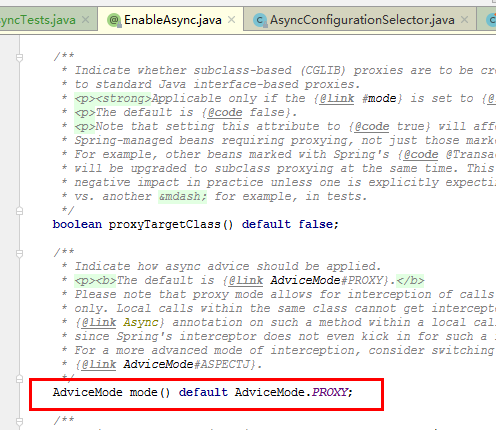 syncTests.java × EnableAsync.java × AsyncConfigurationSelector.java ×
/**
* Indicate whether subclass-based (CGLIB) proxies are to be
* to standard Java interface-based proxies.
* <p><strong>Applicable only if the {@link #mode} is set to {@
* <p>The default is {@code false}.
* <p>Note that setting this attribute to {@code true} will
* Spring-managed beans requiring proxying, not just those
* For example, other beans marked with Spring's {@code
* will be upgraded to subclass proxying at the same time. This
* negative impact in practice unless one is explicitly
* vs. another &mdash; for example, in tests.
*/
boolean proxyTargetClass() default false;
/**
* Indicate how async advice should be applied.
* <p><b>The default is {@link AdviceMode#PROXY}.</b>
* Please note that proxy mode allows for interception of calls
* only. Local calls within the same class cannot get
* {@link Async} annotation on such a method within a local
* since Spring's interceptor does not even kick in for such a
* For a more advanced mode of interception, consider switching
* {@link AdviceMode#ASPECTJ}.
*/
AdviceMode mode() default AdviceMode.PROXY;
/**